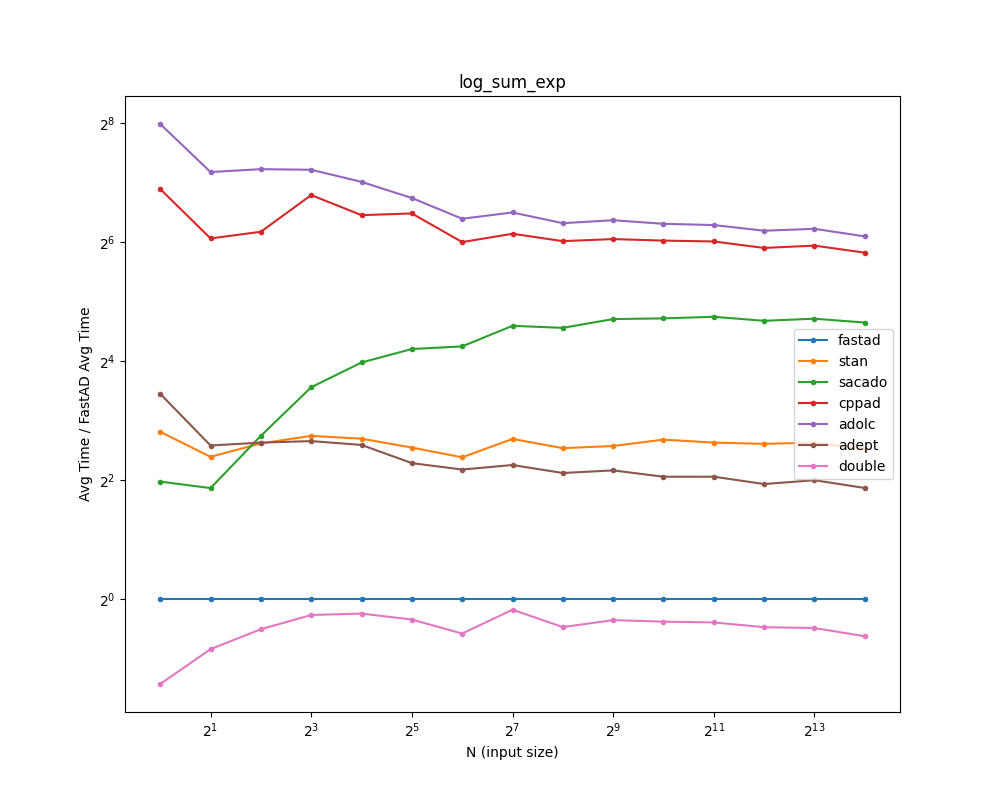 log_sum_exp
Avg Time / FastAD Avg Time
2^8
2^6
2^4
2^2
2^0
fastad
stan
sacado
cppad
adolc
adept
double
2^1 2^3 2^5 2^7 2^9 2^11 2^13
N (input size)